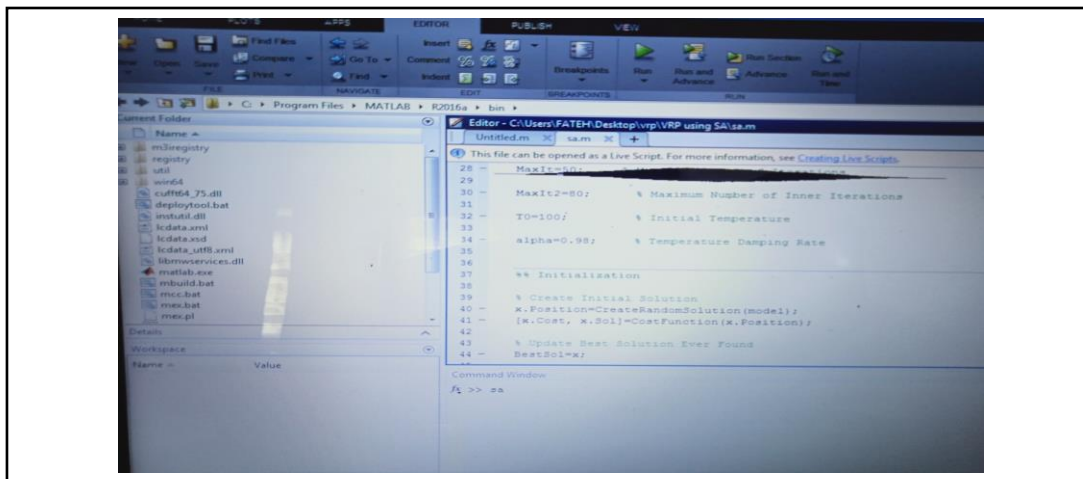 PLOTS APPS EDITOR PUBLISH VIEW
Open Save
Find Files
Compare
Print
Go To
Find
Insert
Comment
Indent
Breakpoints
Run
Run and
Advance
Run Section
Advance
Run and
Time
FILE NAVIGATE EDIT BREAKPOINTS RUN
C: Program Files MATLAB R2016a bin
Current Folder
Name
m3iregistry
registry
util
win64
cufft64_75.dll
deploytool.bat
instutil.dll
lcdata.xml
lcdata.xsd
lcdata_utf8.xml
libmwservices.dll
matlab.exe
mbuild.bat
mcc.bat
mex.bat
mex.pl
Details
Workspace
Name Value
Editor - C:\Users\FATEH\Desktop\vrp\VRP using SA\sa.m
Untitled.m sa.m +
This file can be opened as a Live Script. For more information, see Creating Live Scripts.
28 - MaxIt=50;
29
30 - MaxIt2=80; % Maximum Number of Inner Iterations
31
32 - T0=100; % Initial Temperature
33
34 - alpha=0.98; % Temperature Damping Rate
35
36
37 %% Initialization
38
39 % Create Initial Solution
40 - x.Position=CreateRandomSolution(model);
41 - [x.Cost, x.Sol]=CostFunction(x.Position);
42
43 % Update Best Solution Ever Found
44 - BestSol=x;
Command Window
fx >> sa